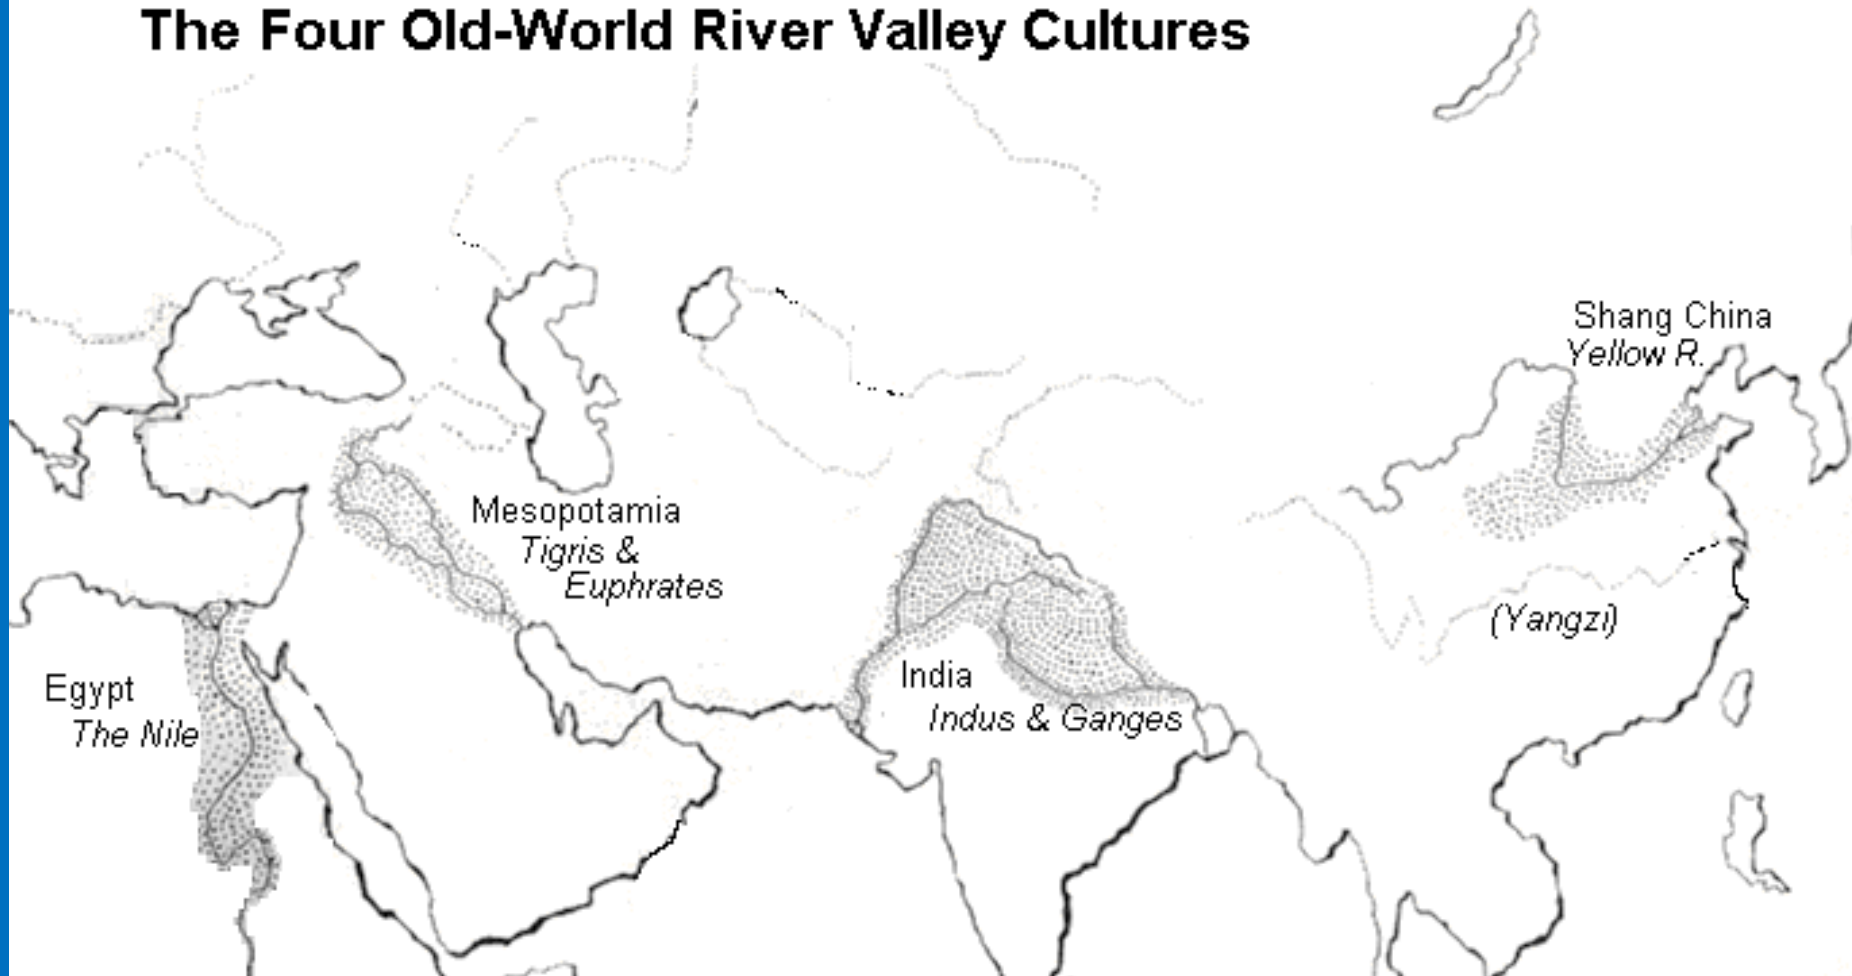 The Four Old-World River Valley Cultures
Shang China
Yellow R.
Mesopotamia
Tigris &
Euphrates
(Yangzi)
Egypt
The Nile
India
Indus & Ganges